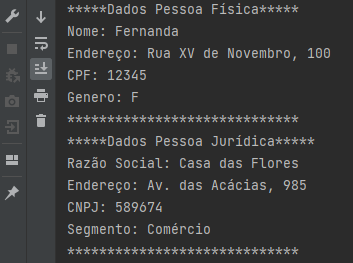 *****Dados Pessoa Física*****
Nome: Fernanda
Endereço: Rua XV de Novembro, 100
CPF: 12345
Genero: F
*****************************
*****Dados Pessoa Jurídica*****
Razão Social: Casa das Flores
Endereço: Av. das Acácias, 985
CNPJ: 589674
Segmento: Comércio
*****************************